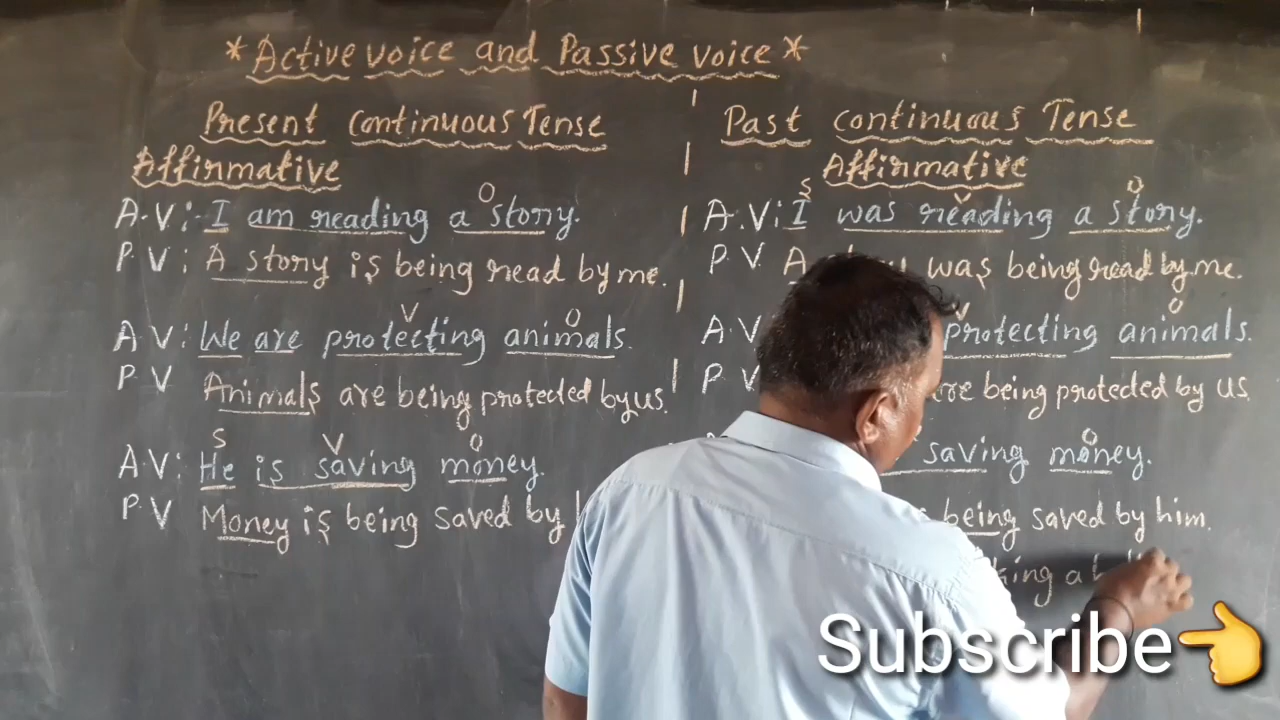 *Active voice and Passive voice*
Present continuous Tense
Affirmative
A.V:- I am reading a story.
O
P V: A story is being read by me.
V O
A V: We are protecting animals.
P V Animals are being protected by us.
S V O
A.V: He is saving money.
P.V Money is being saved by
Past continuous Tense
Affirmative
S V O
A.V: I was reading a story.
P V A was being read by me.
V O
A.V protecting animals.
P V are being protected by us.
O
saving money.
being saved by him.
a
Subscribe